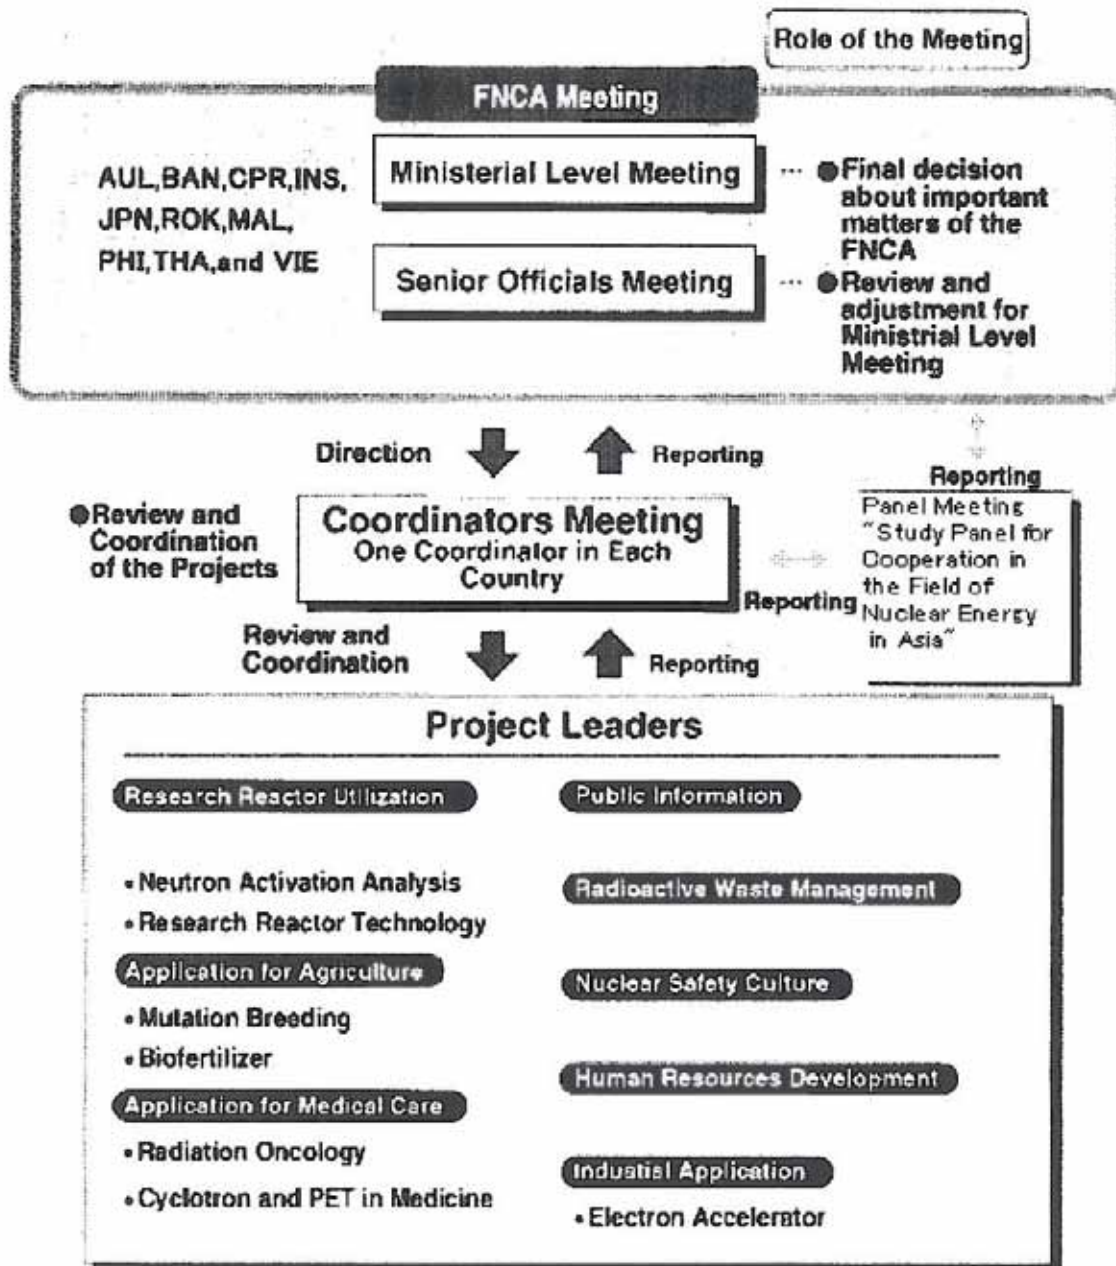 Role of the Meeting
FNCA Meeting
AUL,BAN,CPR,INS,
JPN,ROK,MAL,
PHI,THA,and VIE
Ministerial Level Meeting
Senior Officials Meeting
... ●Final decision
about important
matters of the
FNCA
... ●Review and
adjustment for
Ministrial Level
Meeting
Direction
Reporting
Reporting
●Review and
Coordination
of the Projects
Coordinators Meeting
One Coordinator in Each
Country
Reporting
Panel Meeting
"Study Panel for
Cooperation in
the Field of
Nuclear Energy
in Asia"
Review and
Coordination
Reporting
Project Leaders
Research Reactor Utilization
• Neutron Activation Analysis
• Research Reactor Technology
Application for Agriculture
• Mutation Breeding
• Biofertilizer
Application for Medical Care
• Radiation Oncology
• Cyclotron and PET in Medicine
Public Information
Radioactive Waste Management
Nuclear Safety Culture
Human Resources Development
Industial Application
• Electron Accelerator